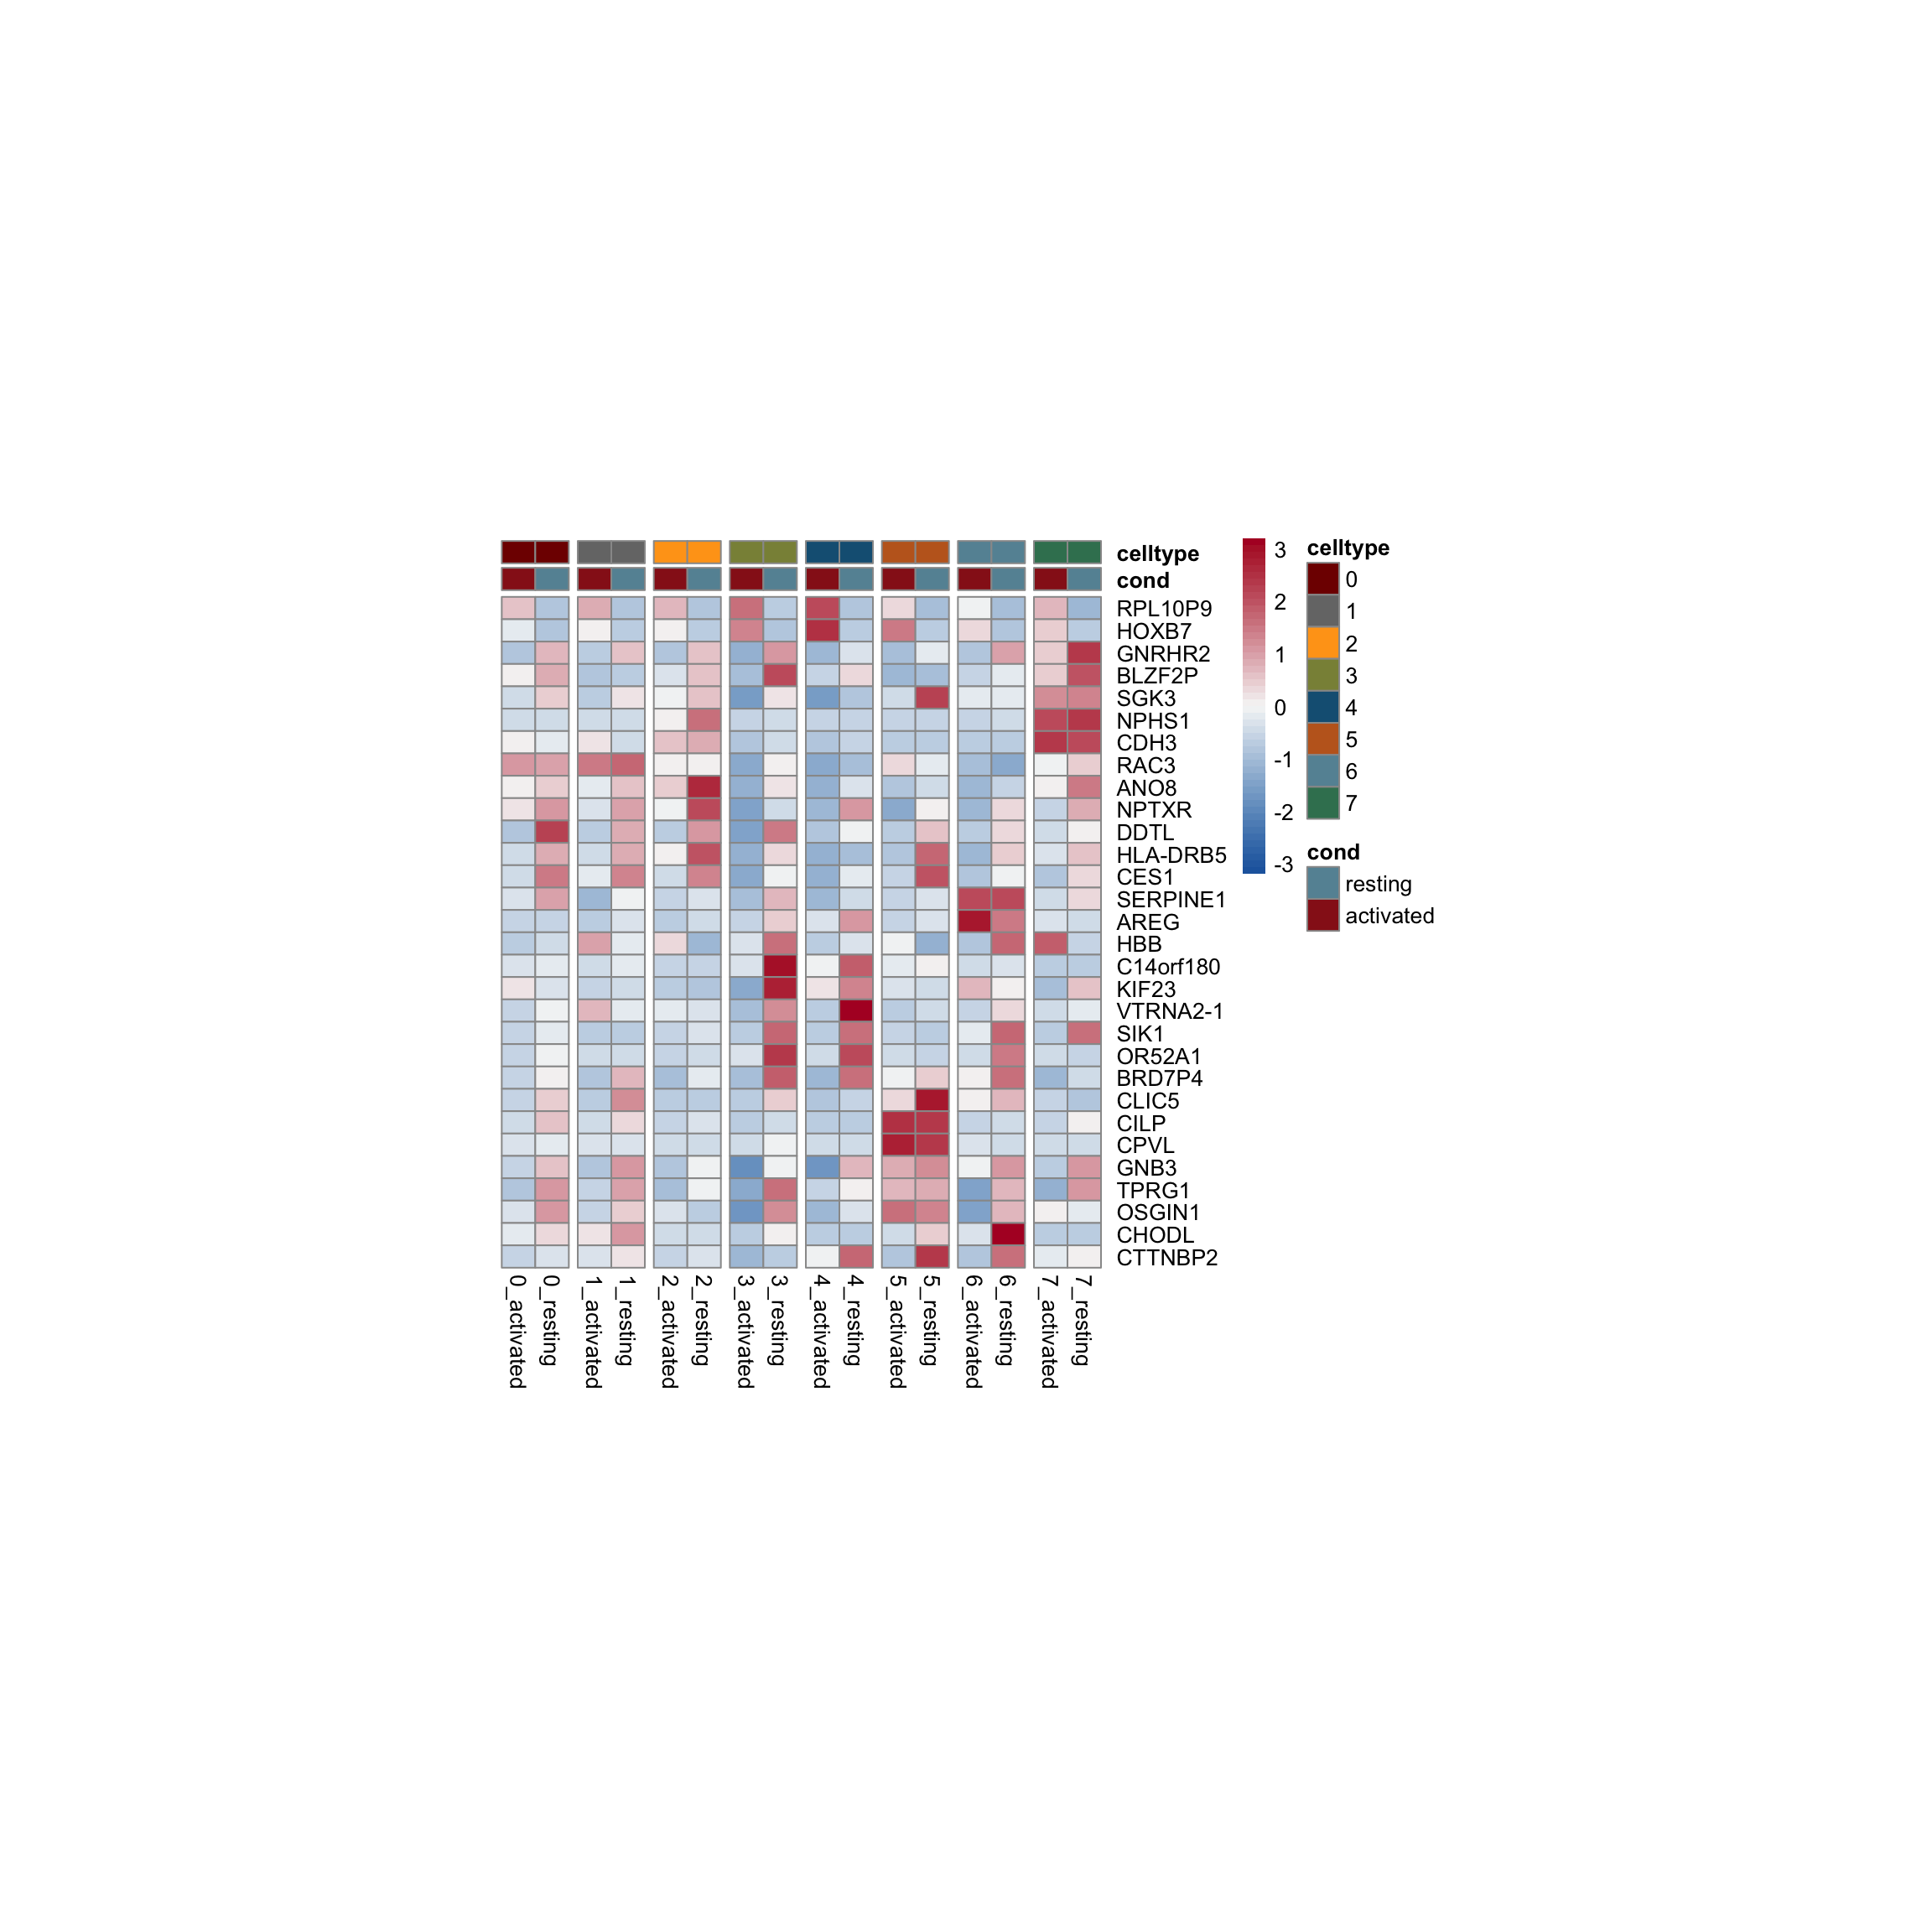 celltype
cond
RPL10P9
HOXB7
GNRHR2
BLZF2P
SGK3
NPHS1
CDH3
RAC3
ANO8
NPTXR
DDTL
HLA-DRB5
CES1
SERPINE1
AREG
HBB
C14orf180
KIF23
VTRNA2-1
SIK1
OR52A1
BRD7P4
CLIC5
CILP
CPVL
GNB3
TPRG1
OSGIN1
CHODL
CTTNBP2
0_activated
0_resting
1_activated
1_resting
2_activated
2_resting
3_activated
3_resting
4_activated
4_resting
5_activated
5_resting
6_activated
6_resting
7_activated
7_resting
3
2
1
0
-1
-2
-3
celltype
0
1
2
3
4
5
6
7
cond
resting
activated